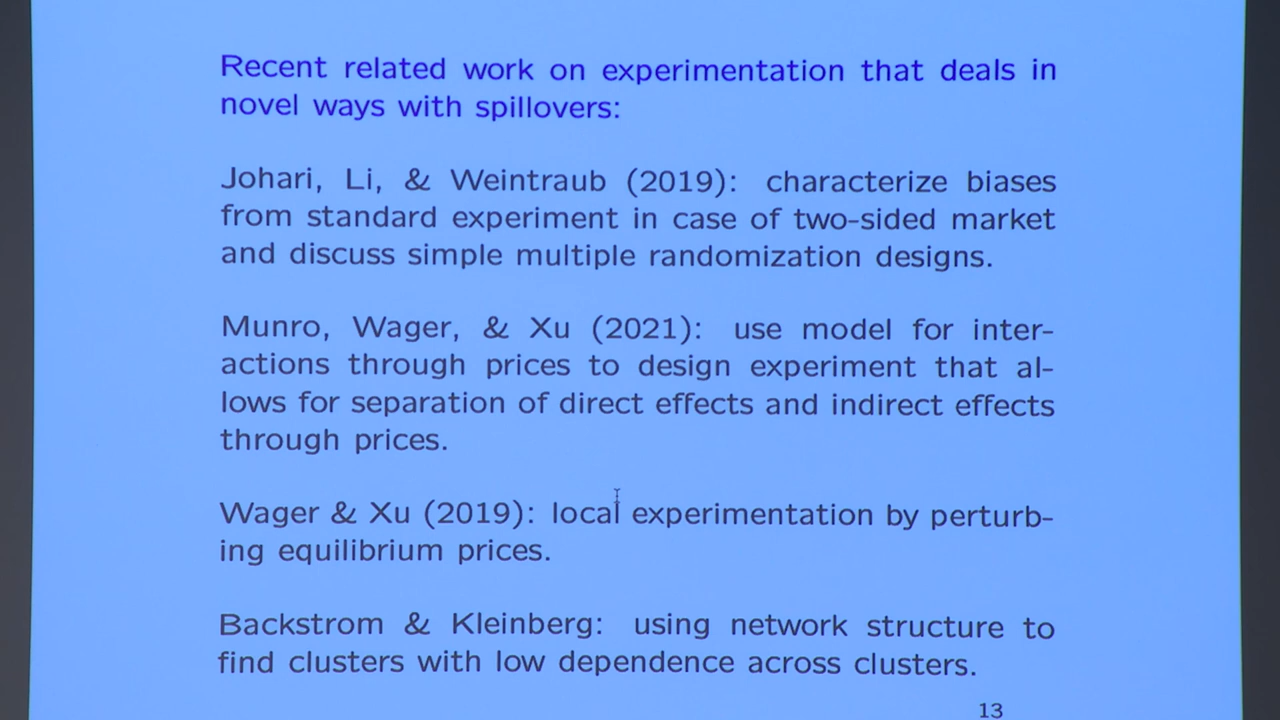 Recent related work on experimentation that deals in
novel ways with spillovers:
Johari, Li, & Weintraub (2019): characterize biases
from standard experiment in case of two-sided market
and discuss simple multiple randomization designs.
Munro, Wager, & Xu (2021): use model for inter-
actions through prices to design experiment that al-
lows for separation of direct effects and indirect effects
through prices.
Wager & Xu (2019): local experimentation by perturb-
ing equilibrium prices.
Backstrom & Kleinberg: using network structure to
find clusters with low dependence across clusters.
13